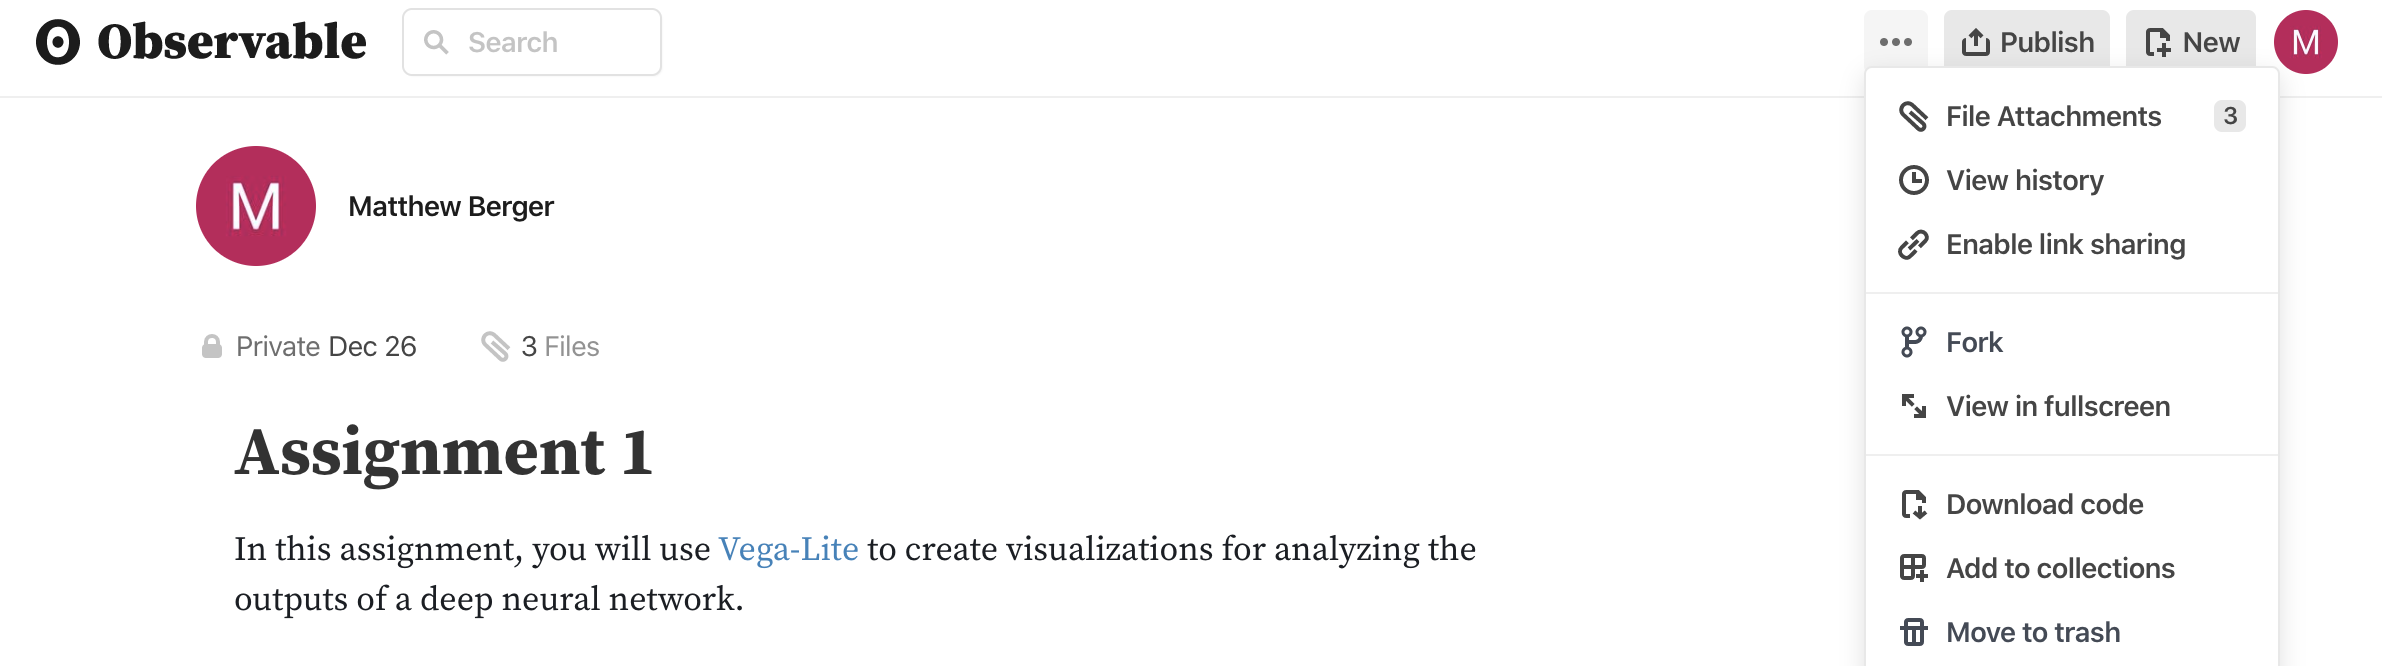 Observable
Search
Publish
New
M
File Attachments 3
View history
Enable link sharing
Fork
View in fullscreen
Download code
Add to collections
Move to trash
M
Matthew Berger
Private Dec 26
3 Files
Assignment 1
In this assignment, you will use Vega-Lite to create visualizations for analyzing the
outputs of a deep neural network.